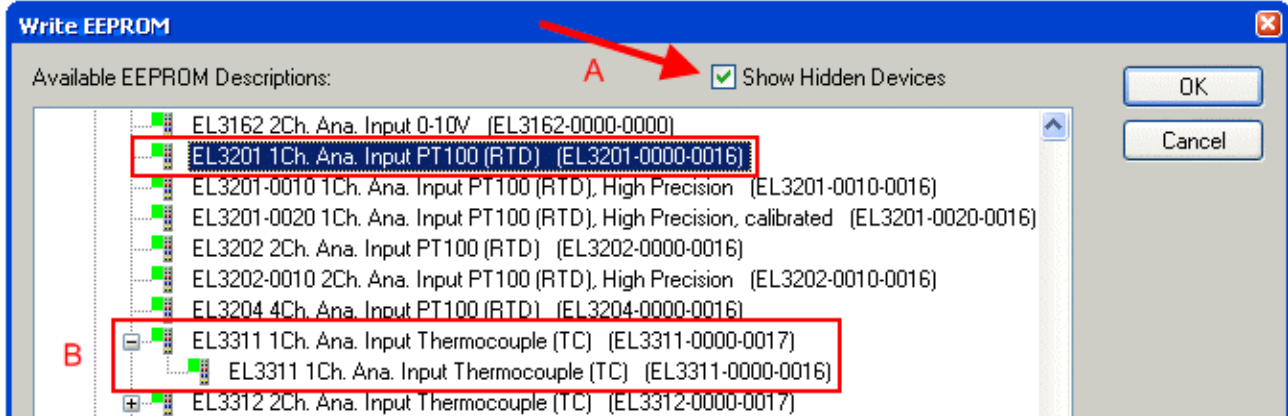 Write EEPROM
Available EEPROM Descriptions:
A
Show Hidden Devices
OK
Cancel
EL3162 2Ch. Ana. Input 0-10V (EL3162-0000-0000)
EL3201 1Ch. Ana. Input PT100 (RTD) (EL3201-0000-0016)
EL3201-0010 1Ch. Ana. Input PT100 (RTD), High Precision (EL3201-0010-0016)
EL3201-0020 1Ch. Ana. Input PT100 (RTD), High Precision, calibrated (EL3201-0020-0016)
EL3202 2Ch. Ana. Input PT100 (RTD) (EL3202-0000-0016)
EL3202-0010 2Ch. Ana. Input PT100 (RTD), High Precision (EL3202-0010-0016)
EL3204 4Ch. Ana. Input PT100 (RTD) (EL3204-0000-0016)
B
EL3311 1Ch. Ana. Input Thermocouple (TC) (EL3311-0000-0017)
EL3311 1Ch. Ana. Input Thermocouple (TC) (EL3311-0000-0016)
EL3312 2Ch. Ana. Input Thermocouple (TC) (EL3312-0000-0017)